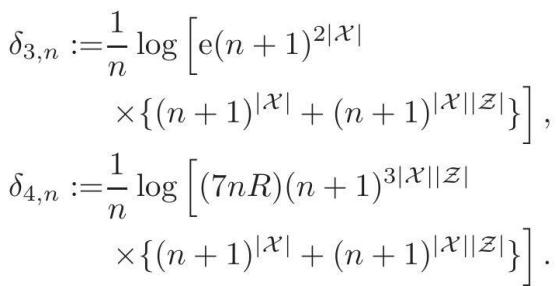 δ_{3,n} := \frac{1}{n} \log \Big[ \mathrm{e}(n+1)^{2|\mathcal{X}|}
× \{(n+1)^{|\mathcal{X}|} + (n+1)^{|\mathcal{X}||\mathcal{Z}|}\} \Big] ,
δ_{4,n} := \frac{1}{n} \log \Big[ (7nR)(n+1)^{3|\mathcal{X}||\mathcal{Z}|}
× \{(n+1)^{|\mathcal{X}|} + (n+1)^{|\mathcal{X}||\mathcal{Z}|}\} \Big] .